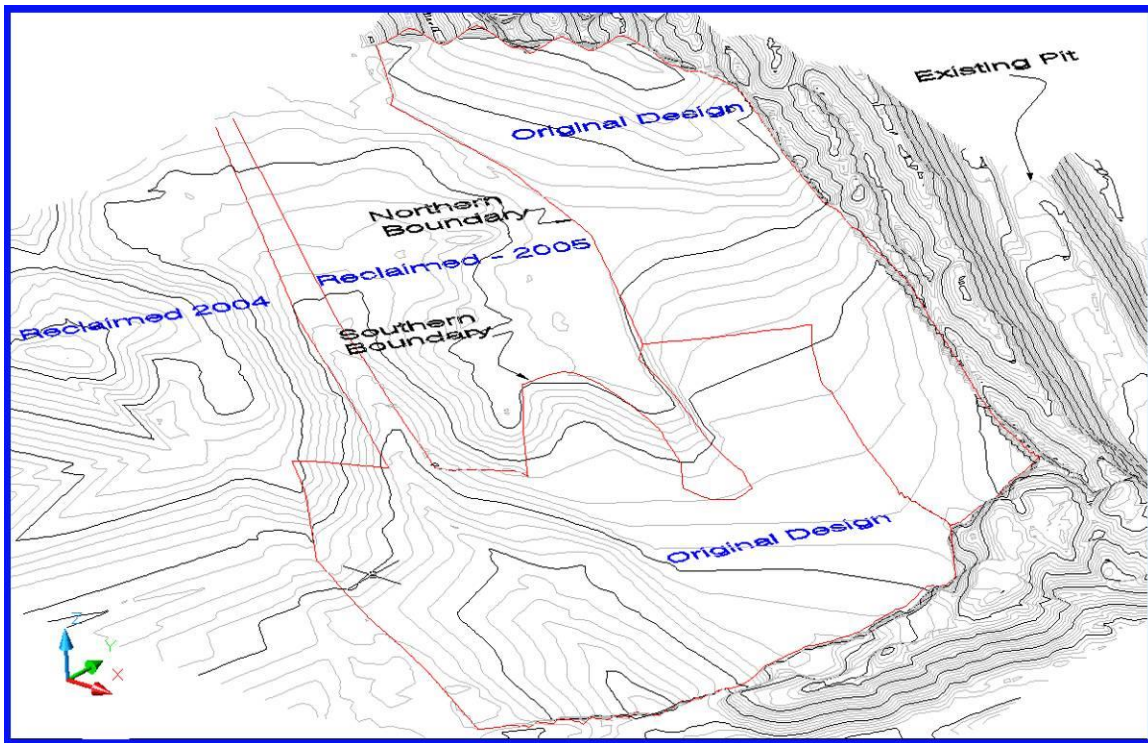 Existing Pit
Original Design
Northern
Boundary
Reclaimed - 2005
Reclaimed 2004
Southern
Boundary
Original Design
Z
Y
X